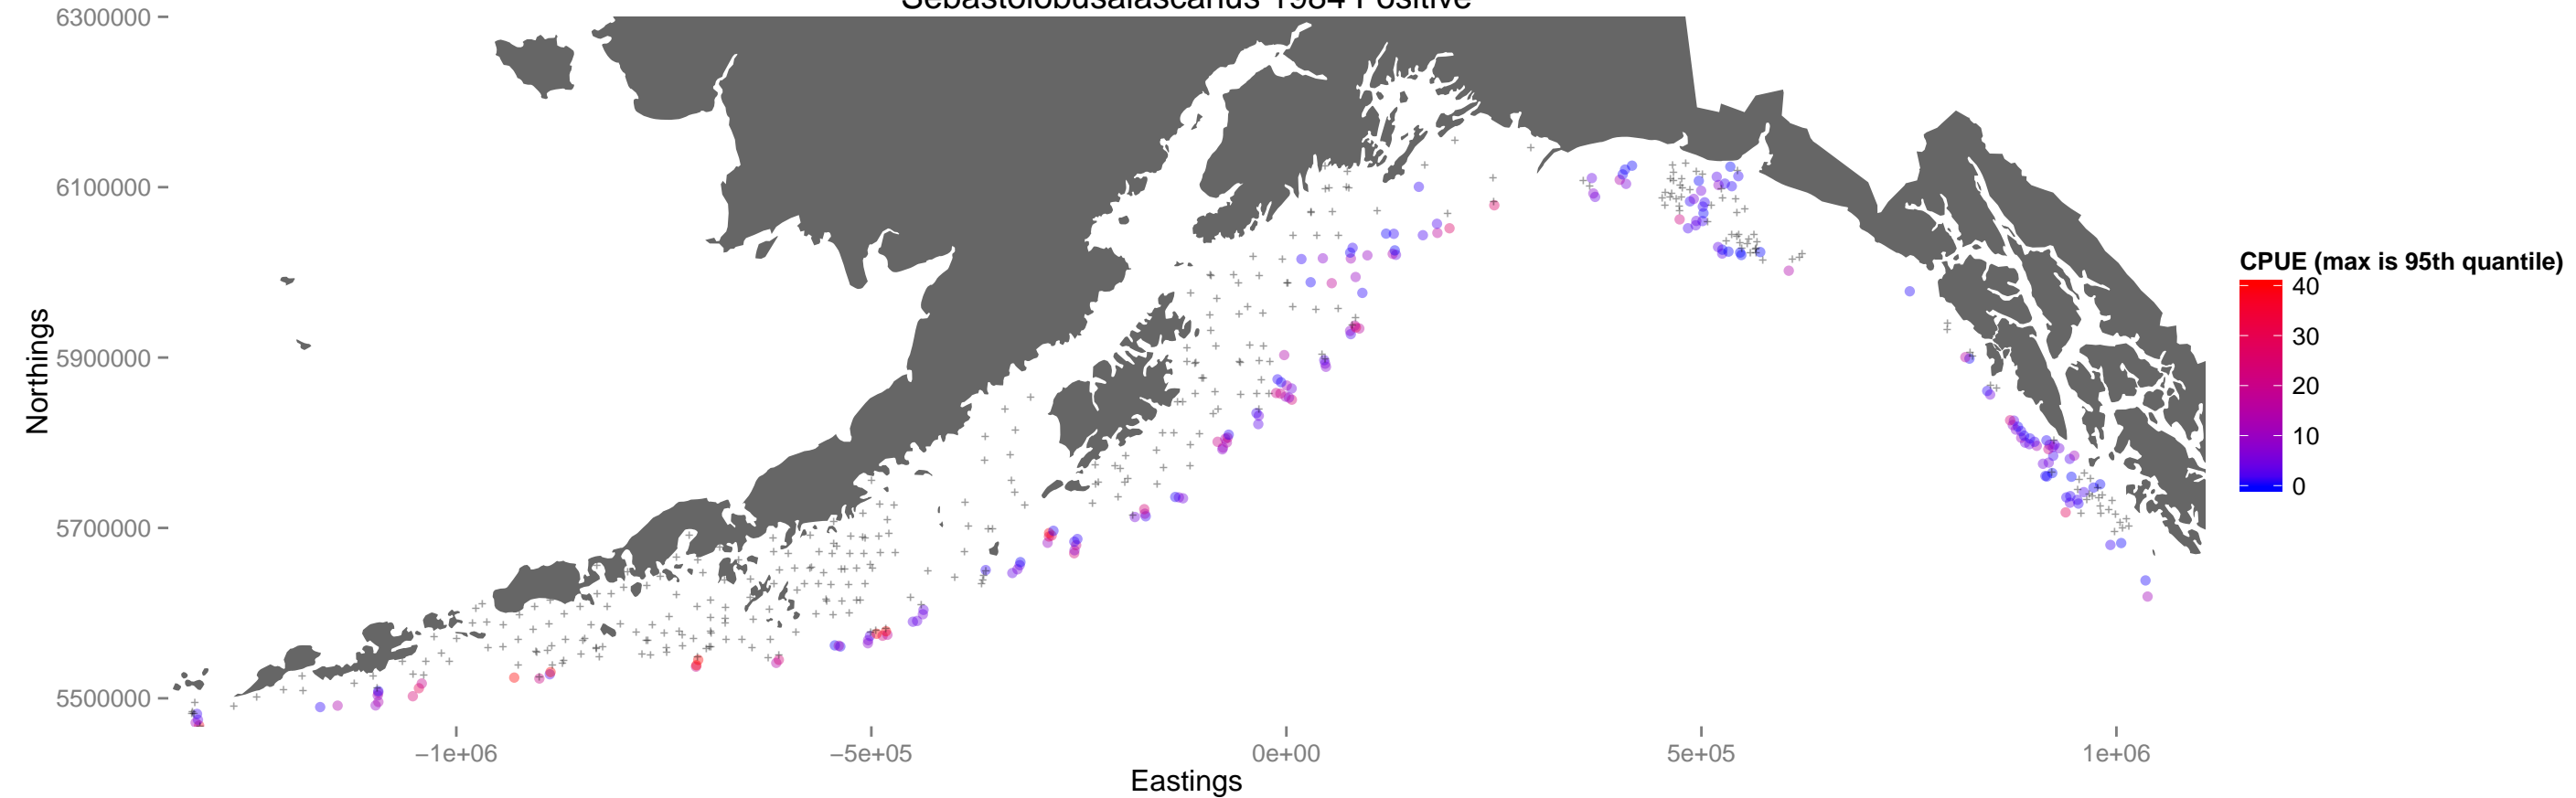 Sebastolobusalascanus 1984 Positive
6300000
6100000
5900000
5700000
5500000
Northings
−1e+06
−5e+05
0e+00
5e+05
1e+06
Eastings
CPUE (max is 95th quantile)
40
30
20
10
0